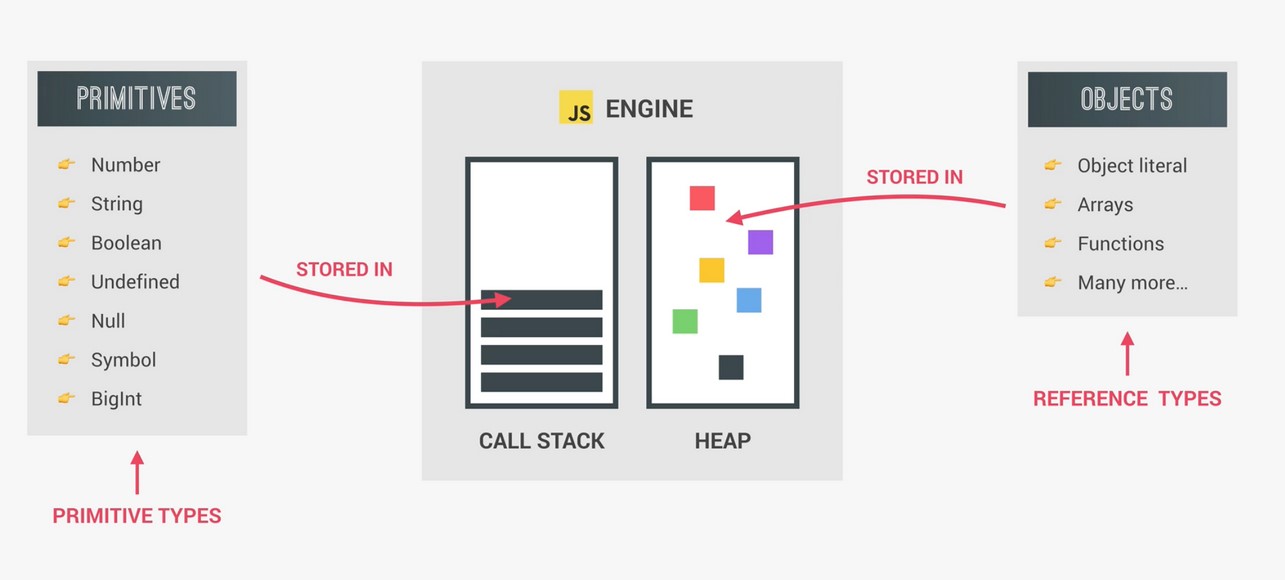 PRIMITIVES
Number
String
Boolean
Undefined
Null
Symbol
BigInt
PRIMITIVE TYPES
STORED IN
JS ENGINE
CALL STACK
HEAP
STORED IN
OBJECTS
Object literal
Arrays
Functions
Many more...
REFERENCE TYPES